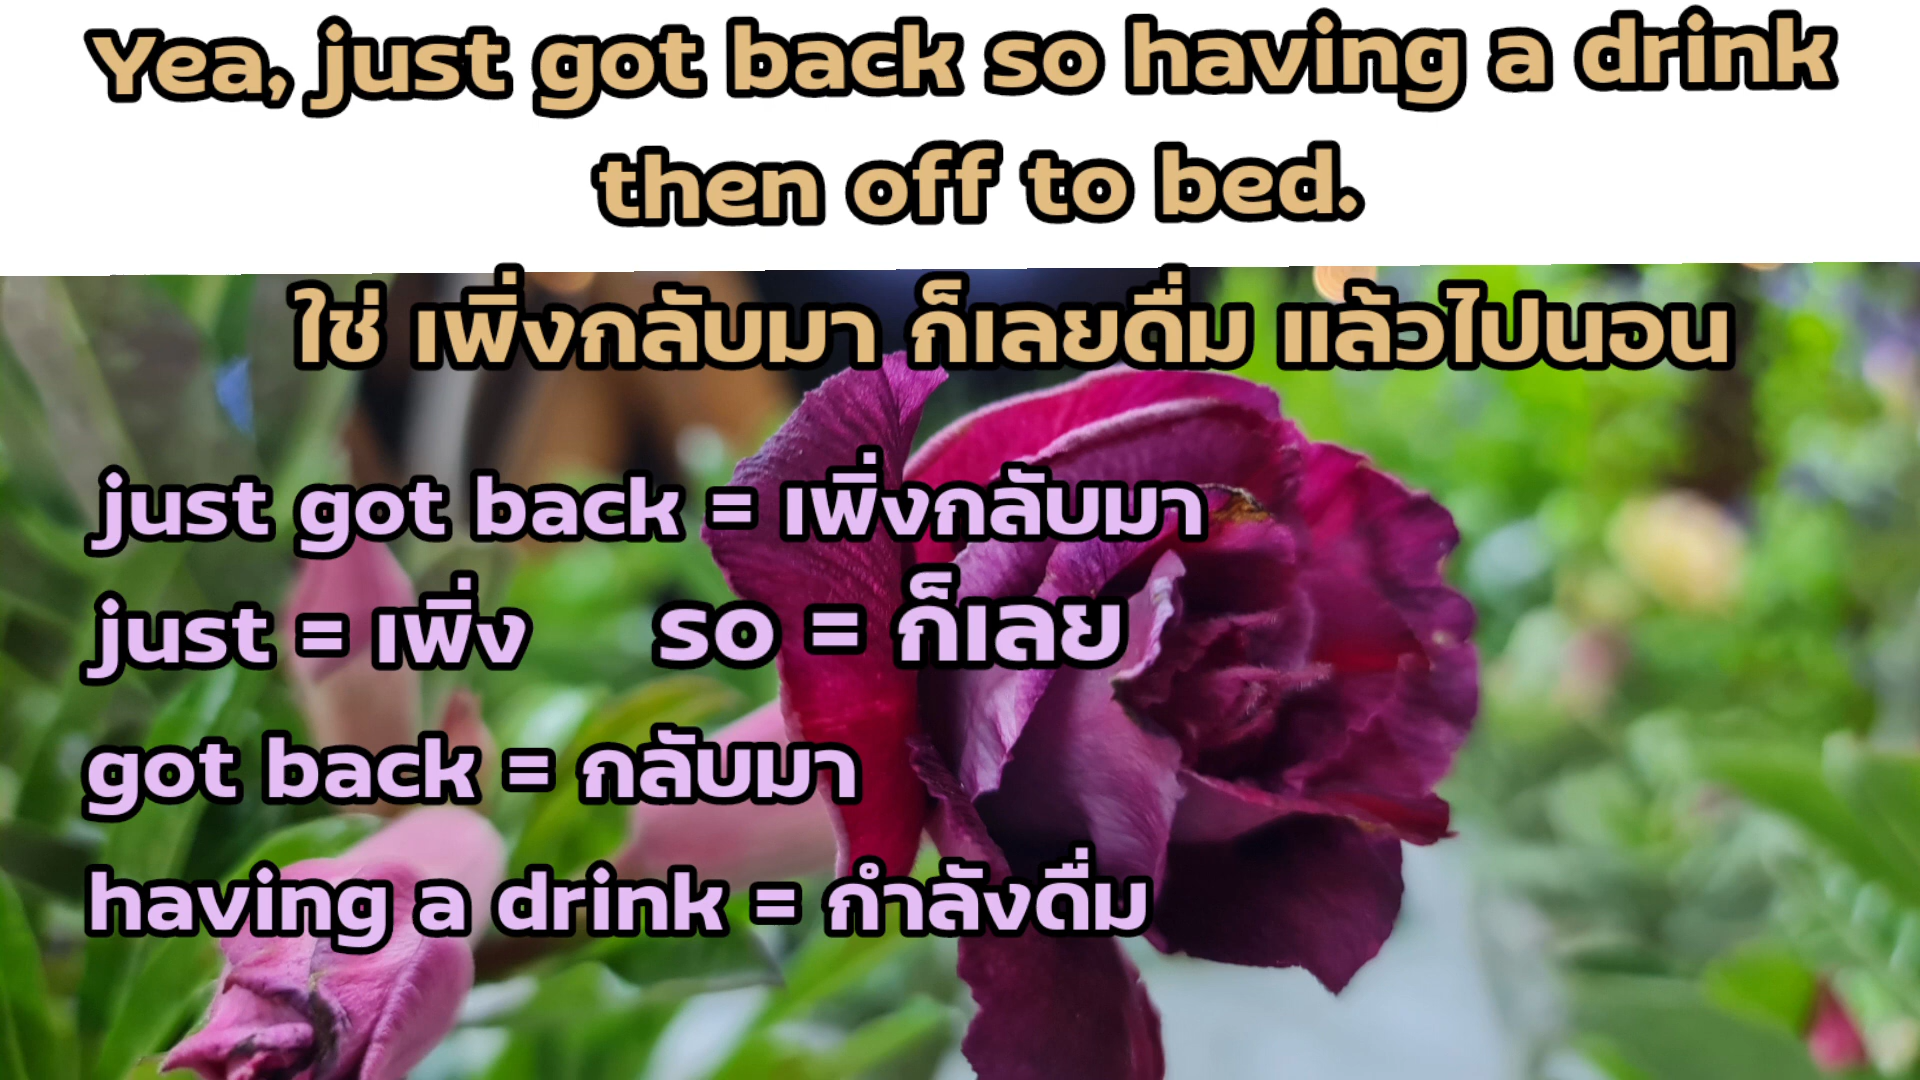 Yea, just got back so having a drink
then off to bed.
ใช่ เพิ่งกลับมา ก็เลยดื่ม แล้วไปนอน
just got back = เพิ่งกลับมา
just = เพิ่ง so = ก็เลย
got back = กลับมา
having a drink = กำลังดื่ม